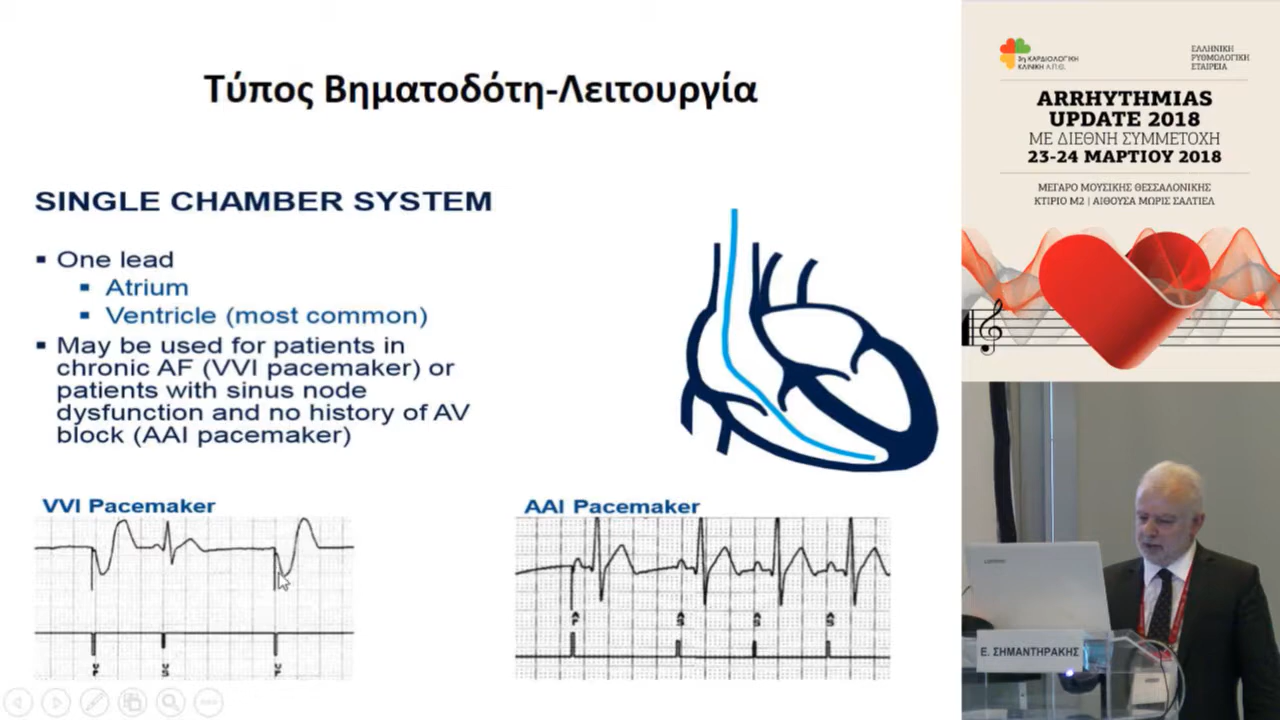 Τύπος Βηματοδότη-Λειτουργία
SINGLE CHAMBER SYSTEM
One lead
Atrium
Ventricle (most common)
May be used for patients in
chronic AF (VVI pacemaker) or
patients with sinus node
dysfunction and no history of AV
block (AAI pacemaker)
VVI Pacemaker
P
S
P
AAI Pacemaker
P
S
S
S
3η ΚΑΡΔΙΟΛΟΓΙΚΗ
ΚΛΙΝΙΚΗ Α.Π.Θ.
ΕΛΛΗΝΙΚΗ
ΡΥΘΜΟΛΟΓΙΚΗ
ΕΤΑΙΡΕΙΑ
ARRHYTHMIAS
UPDATE 2018
ΜΕ ΔΙΕΘΝΗ ΣΥΜΜΕΤΟΧΗ
23-24 ΜΑΡΤΙΟΥ 2018
ΜΕΓΑΡΟ ΜΟΥΣΙΚΗΣ ΘΕΣΣΑΛΟΝΙΚΗΣ
ΚΤΙΡΙΟ Μ2 | ΑΙΘΟΥΣΑ ΜΩΡΙΣ ΣΑΛΤΙΕΛ
Ε. ΣΗΜΑΝΤΗΡΑΚΗΣ